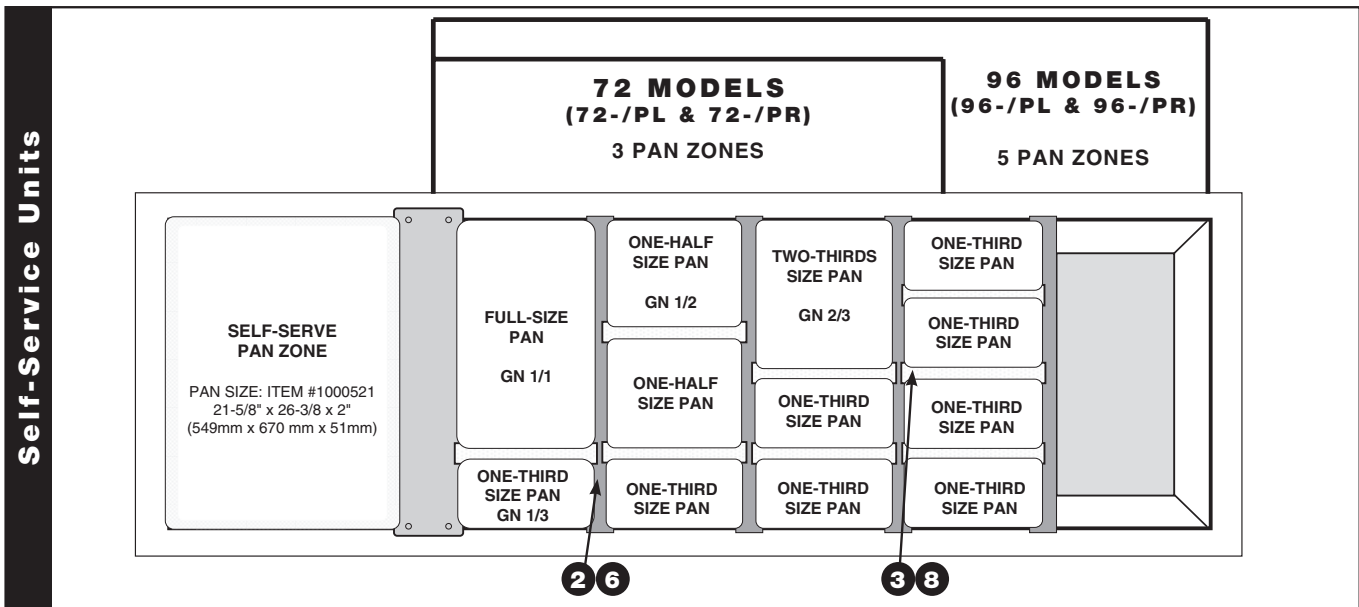 Self-Service Units
72 MODELS
(72-/PL & 72-/PR)
3 PAN ZONES
96 MODELS
(96-/PL & 96-/PR)
5 PAN ZONES
SELF-SERVE
PAN ZONE
PAN SIZE: ITEM #1000521
21-5/8" x 26-3/8 x 2"
(549mm x 670 mm x 51mm)
FULL-SIZE
PAN
GN 1/1
ONE-THIRD
SIZE PAN
GN 1/3
ONE-HALF
SIZE PAN
GN 1/2
ONE-HALF
SIZE PAN
ONE-THIRD
SIZE PAN
TWO-THIRDS
SIZE PAN
GN 2/3
ONE-THIRD
SIZE PAN
ONE-THIRD
SIZE PAN
ONE-THIRD
SIZE PAN
ONE-THIRD
SIZE PAN
ONE-THIRD
SIZE PAN
ONE-THIRD
SIZE PAN
2 6
3 8